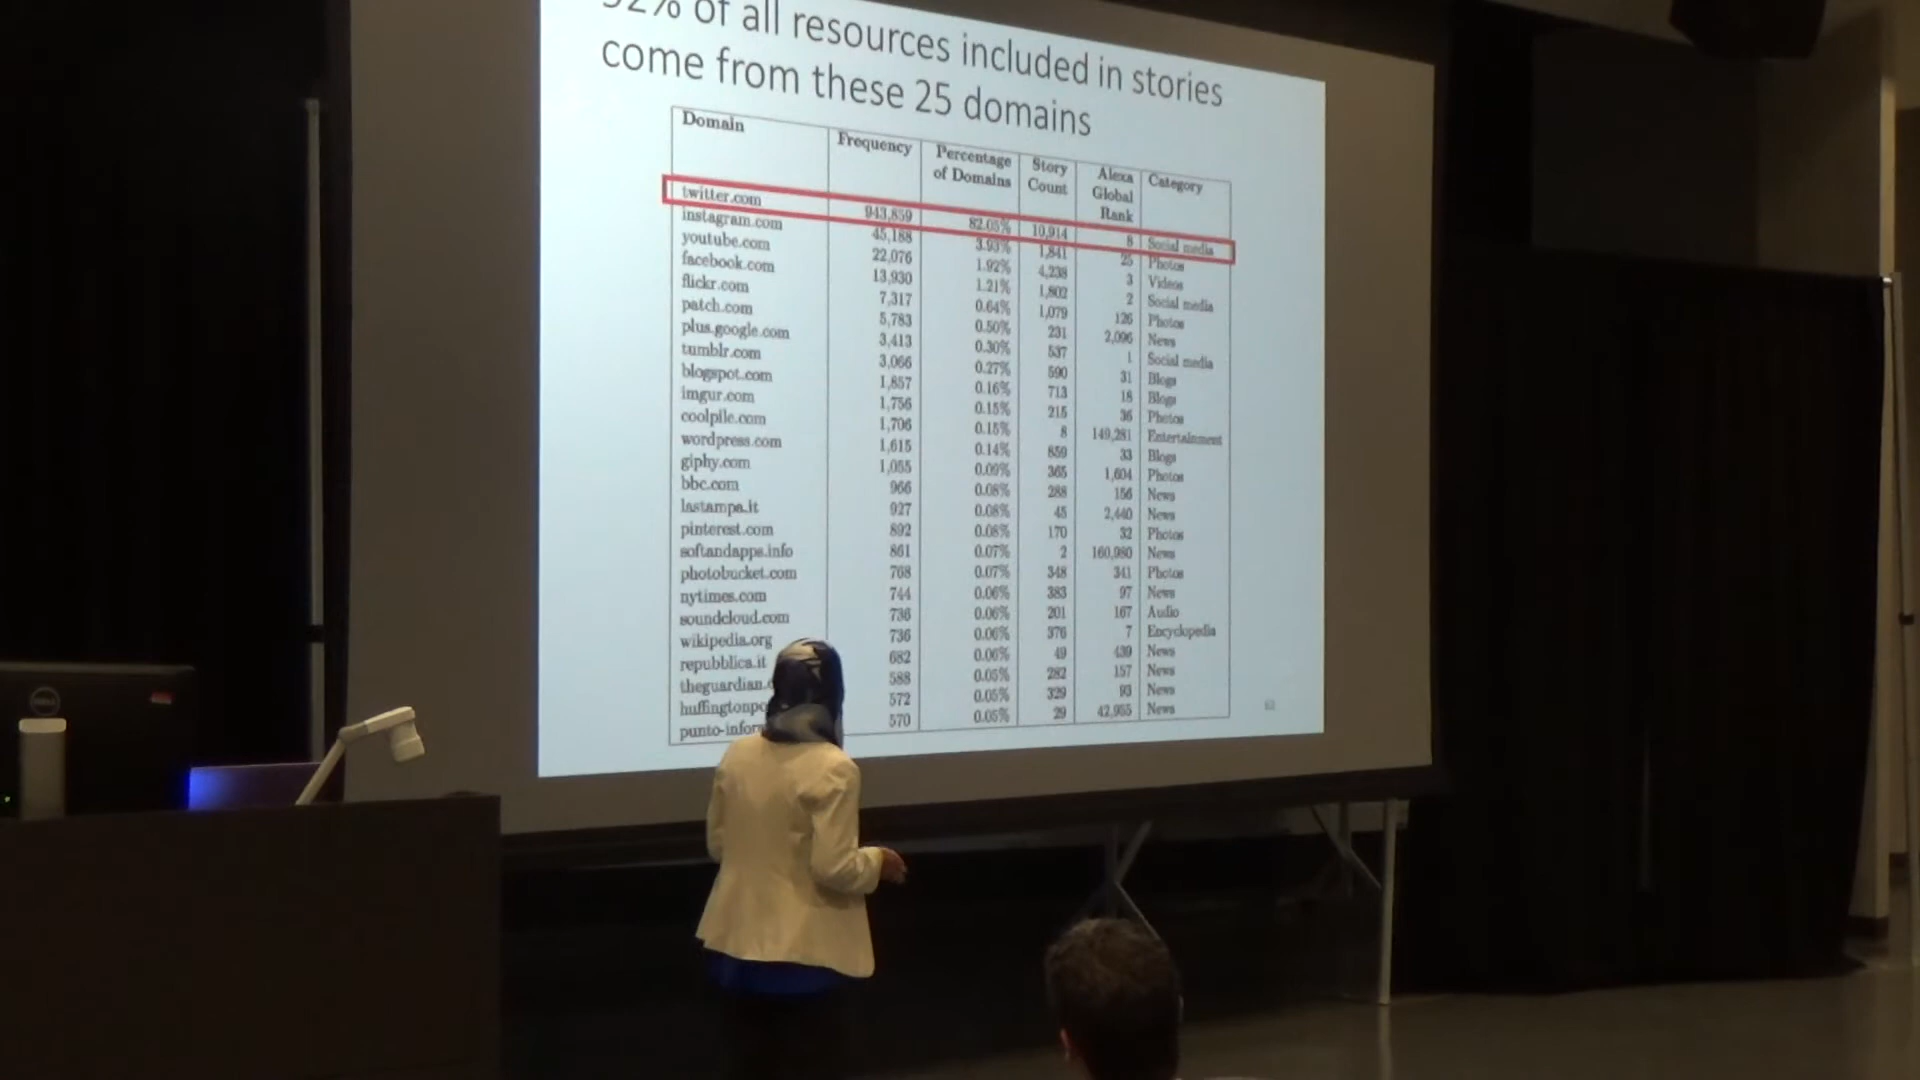 92% of all resources included in stories
come from these 25 domains
Domain Frequency Percentage of Domains Story Count Alexa Global Rank Category
twitter.com 943,859 82.05% 10,914 8 Social media
instagram.com 45,188 3.93% 1,841 25 Photos
youtube.com 22,076 1.92% 4,238 3 Videos
facebook.com 13,930 1.21% 1,802 2 Social media
flickr.com 7,317 0.64% 1,079 126 Photos
patch.com 5,783 0.50% 231 2,096 News
plus.google.com 3,413 0.30% 537 1 Social media
tumblr.com 3,066 0.27% 590 31 Blogs
blogspot.com 1,857 0.16% 713 18 Blogs
imgur.com 1,756 0.15% 215 36 Photos
coolpile.com 1,706 0.15% 8 149,281 Entertainment
wordpress.com 1,615 0.14% 859 33 Blogs
giphy.com 1,055 0.09% 365 1,604 Photos
bbc.com 966 0.08% 288 156 News
lastampa.it 927 0.08% 45 2,440 News
pinterest.com 892 0.08% 170 32 Photos
softandapps.info 861 0.07% 2 160,980 News
photobucket.com 768 0.07% 348 341 Photos
nytimes.com 744 0.06% 383 97 News
soundcloud.com 736 0.06% 201 167 Audio
wikipedia.org 736 0.06% 376 7 Encyclopedia
repubblica.it 682 0.06% 49 439 News
theguardian. 588 0.05% 282 157 News
huffingtonpo 572 0.05% 329 93 News
punto-infor 570 0.05% 29 42,955 News